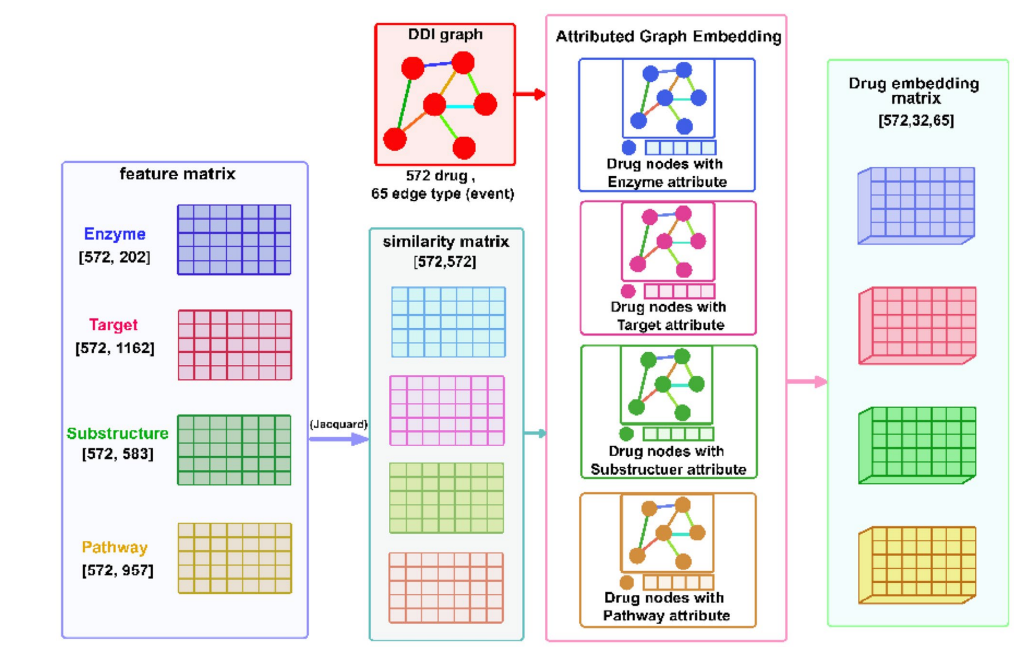 feature matrix
Enzyme
[572, 202]
Target
[572, 1162]
Substructure
[572, 583]
Pathway
[572, 957]
(Jacquard)
DDI graph
572 drug ,
65 edge type (event)
similarity matrix
[572,572]
Attributed Graph Embedding
Drug nodes with
Enzyme attribute
Drug nodes with
Target attribute
Drug nodes with
Substructuer attribute
Drug nodes with
Pathway attribute
Drug embedding
matrix
[572,32,65]